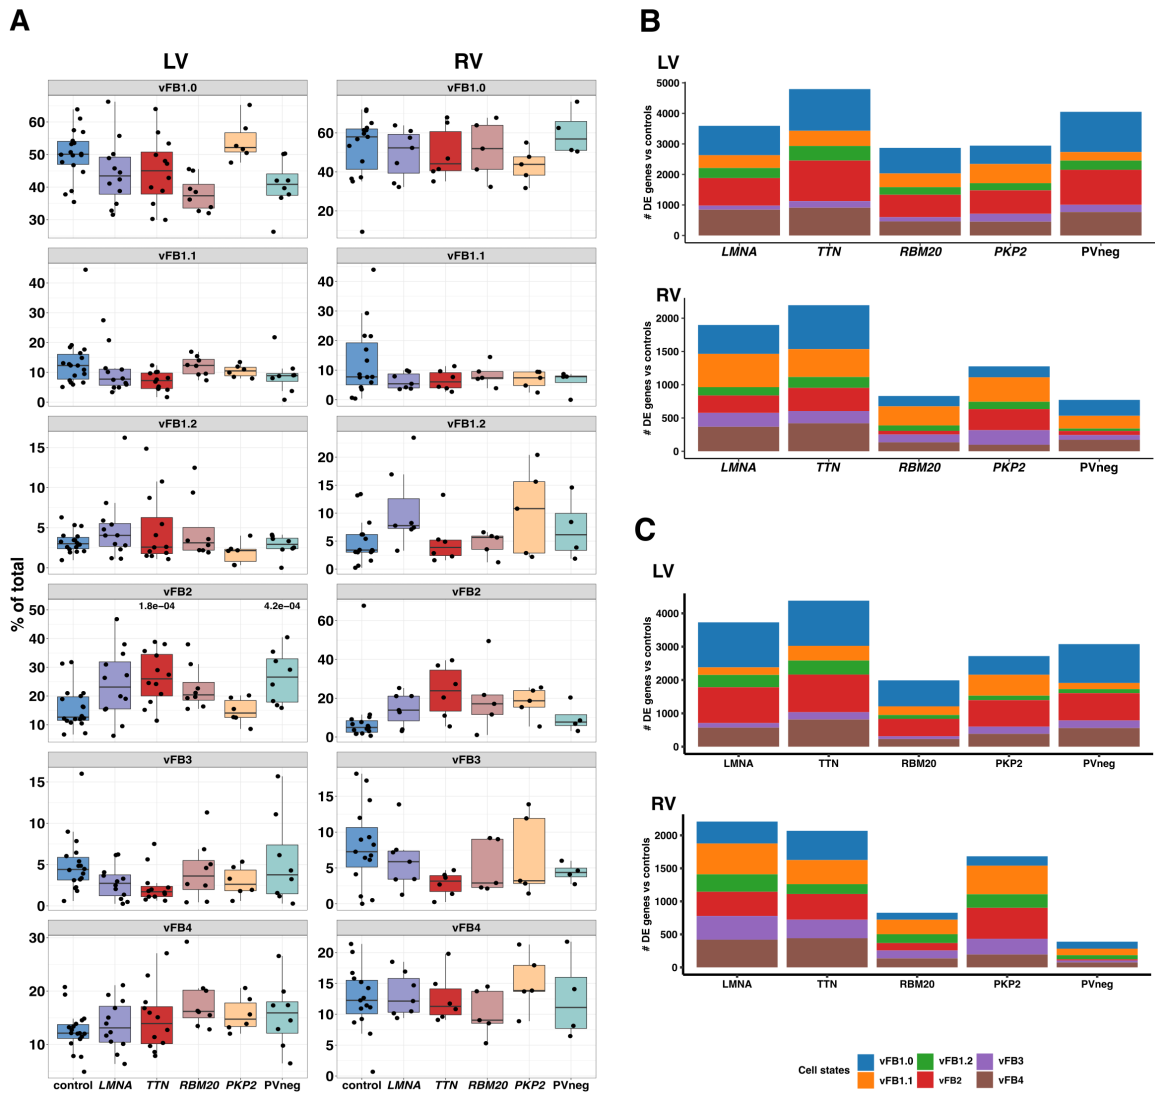 A
LV
RV
% of total
vFB1.0
60
50
40
30
vFB1.0
60
40
20
vFB1.1
40
30
20
10
0
vFB1.1
40
30
20
10
0
vFB1.2
15
10
5
0
vFB1.2
20
15
10
5
0
vFB2
1.8e−04
4.2e−04
50
40
30
20
10
vFB2
60
40
20
0
vFB3
15
10
5
0
vFB3
15
10
5
0
vFB4
30
20
10
vFB4
20
15
10
5
0
control LMNA TTN RBM20 PKP2 PVneg
control LMNA TTN RBM20 PKP2 PVneg
B
LV
# DE genes vs controls
5000
4000
3000
2000
1000
0
LMNA TTN RBM20 PKP2 PVneg
RV
# DE genes vs controls
2000
1500
1000
500
0
LMNA TTN RBM20 PKP2 PVneg
C
LV
# DE genes vs controls
4000
3000
2000
1000
0
LMNA TTN RBM20 PKP2 PVneg
RV
# DE genes vs controls
2000
1500
1000
500
0
LMNA TTN RBM20 PKP2 PVneg
Cell states
vFB1.0 vFB1.2 vFB3
vFB1.1 vFB2 vFB4